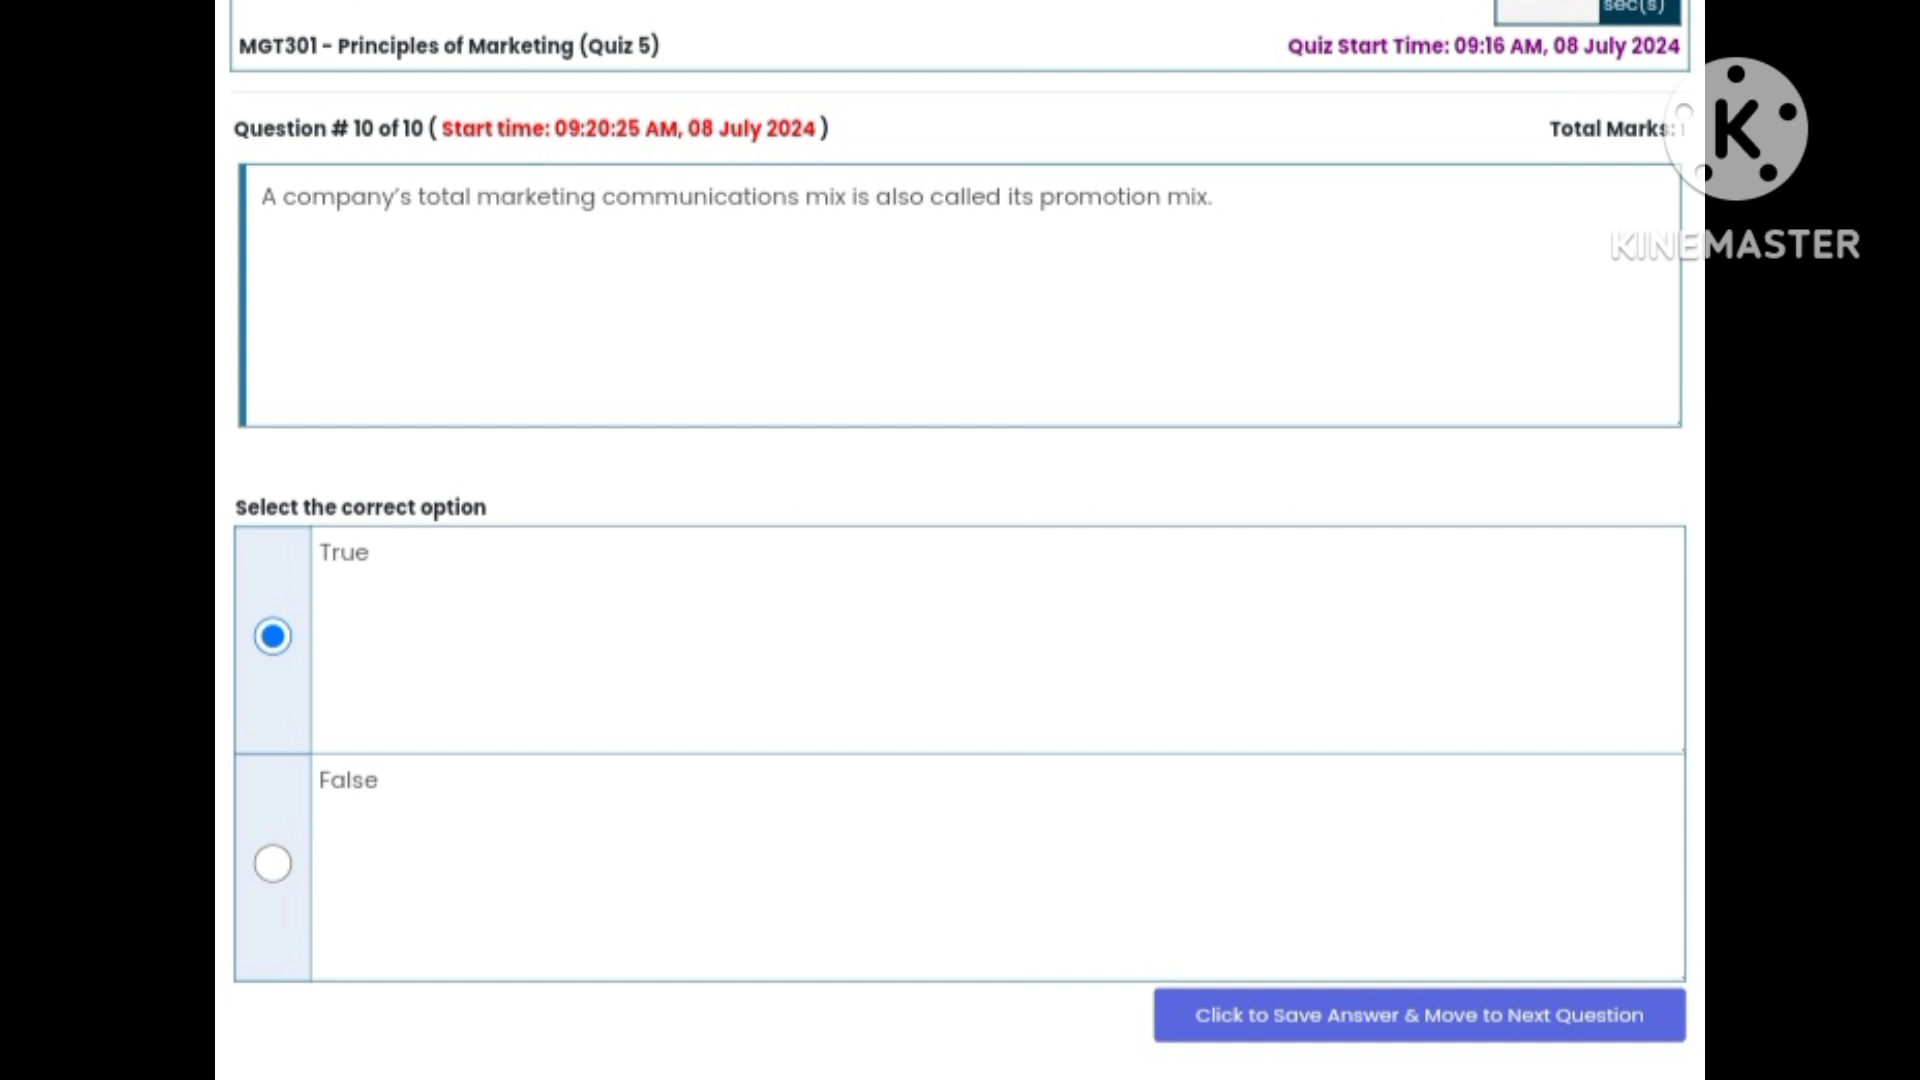 sec(s)
MGT301 - Principles of Marketing (Quiz 5)
Quiz Start Time: 09:16 AM, 08 July 2024
Question # 10 of 10 ( Start time: 09:20:25 AM, 08 July 2024 )
Total Marks: 1
K
KINEMASTER
A company’s total marketing communications mix is also called its promotion mix.
Select the correct option
True
False
Click to Save Answer & Move to Next Question